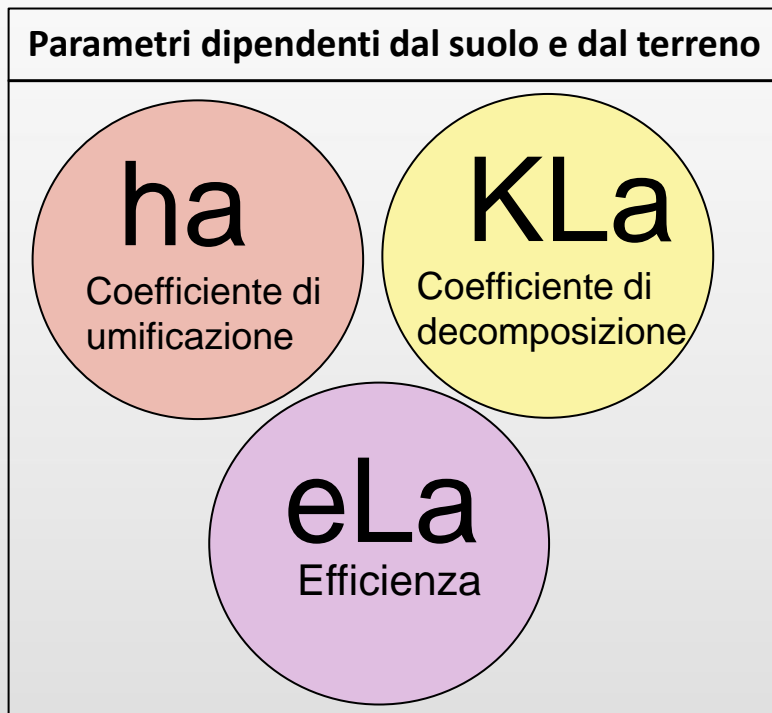 Parametri dipendenti dal suolo e dal terreno
ha
Coefficiente di
umificazione
KLa
Coefficiente di
decomposizione
eLa
Efficienza